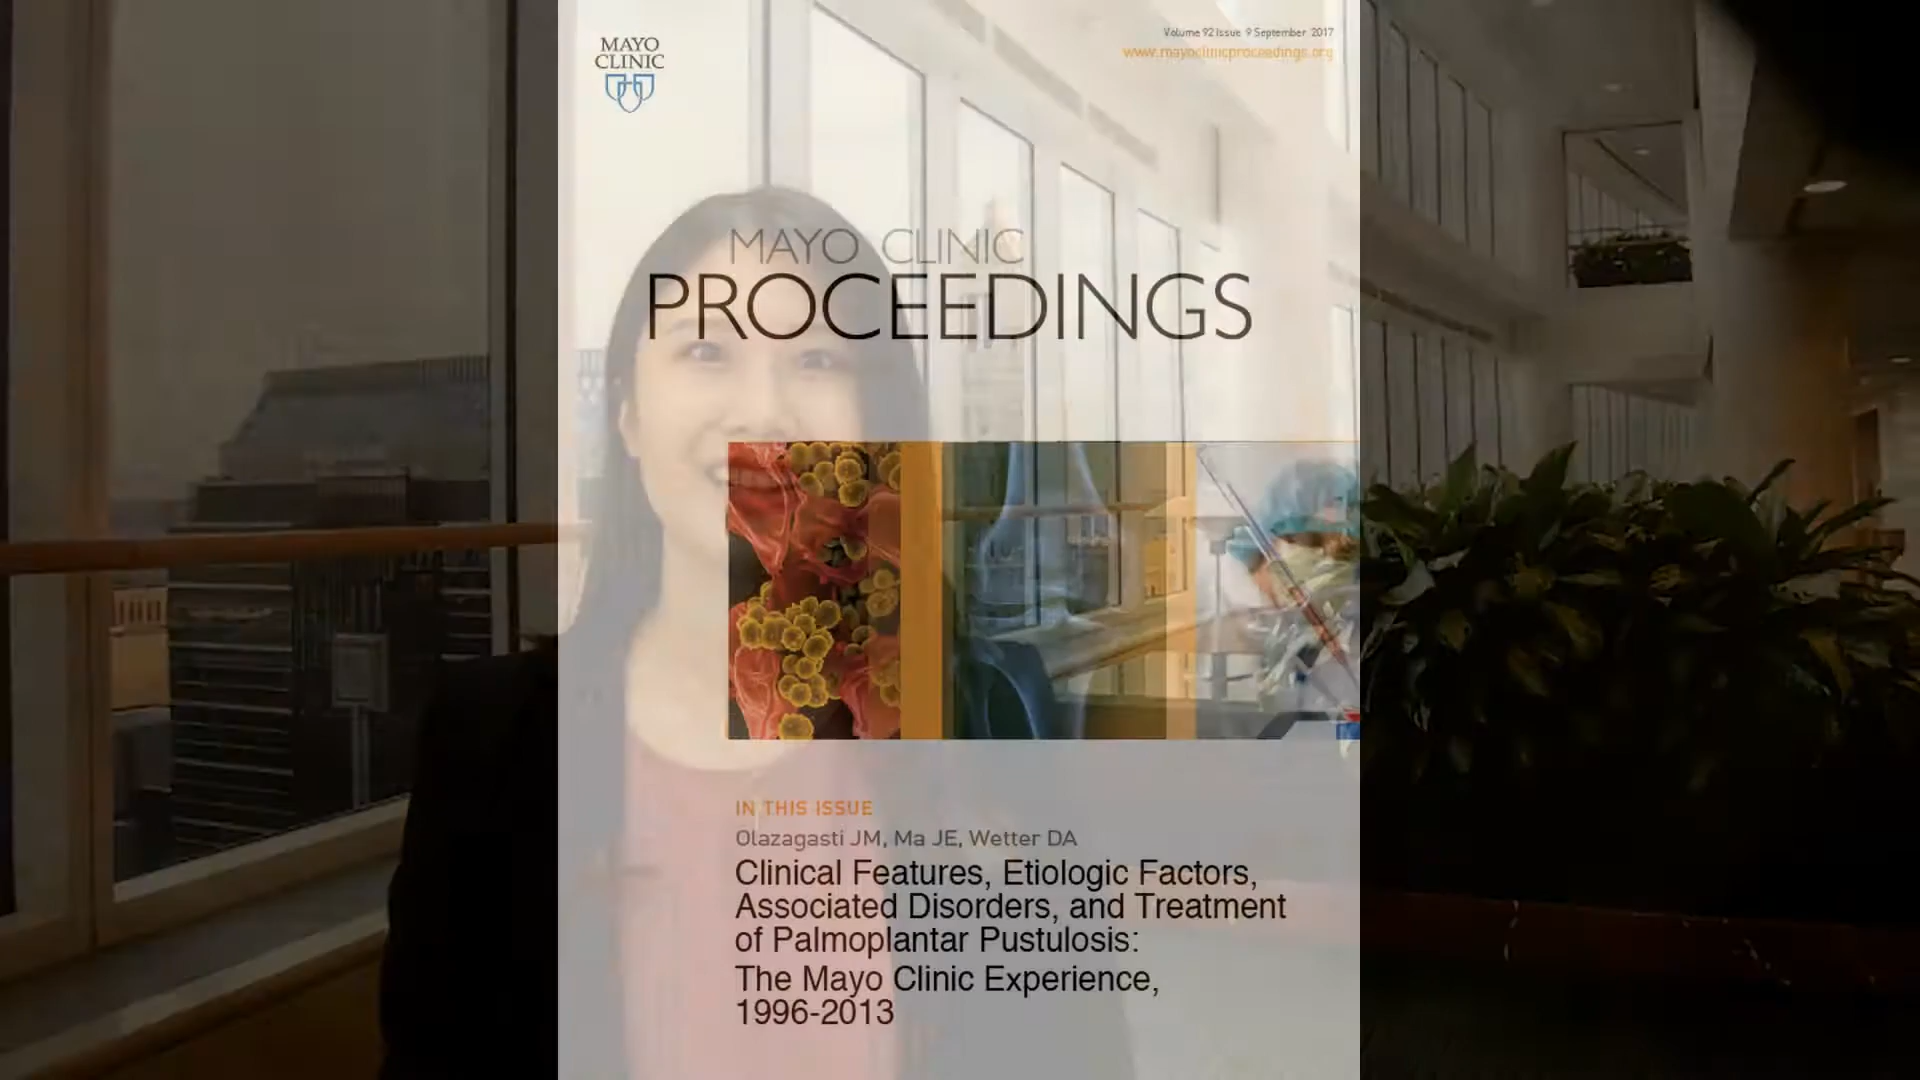 MAYO
CLINIC
Volume 92 Issue 9 September 2017
www.mayoclinicproceedings.org
MAYO CLINIC
PROCEEDINGS
IN THIS ISSUE
Olazagasti JM, Ma JE, Wetter DA
Clinical Features, Etiologic Factors,
Associated Disorders, and Treatment
of Palmoplantar Pustulosis:
The Mayo Clinic Experience,
1996-2013